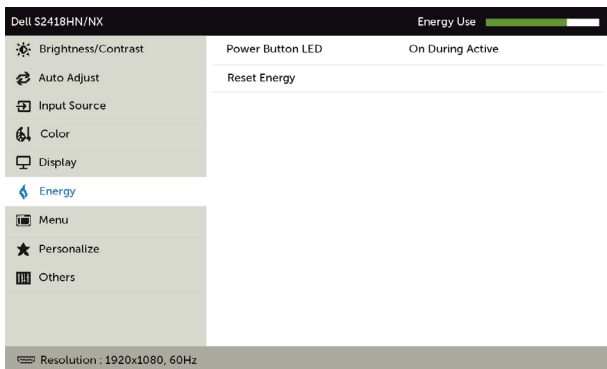 Dell S2418HN/NX Energy Use
Brightness/Contrast Power Button LED On During Active
Auto Adjust Reset Energy
Input Source
Color
Display
Energy
Menu
Personalize
Others
Resolution : 1920x1080, 60Hz